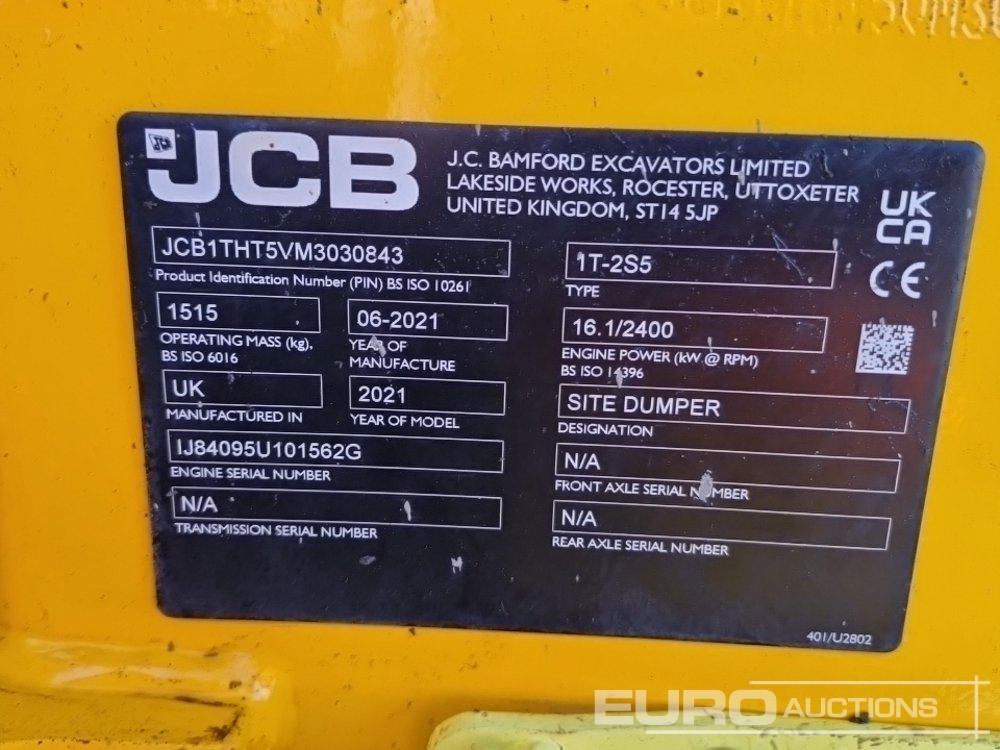 JCB
J.C. BAMFORD EXCAVATORS LIMITED
LAKESIDE WORKS, ROCESTER, UTTOXETER
UNITED KINGDOM, ST14 5JP
UK
CA
CE
JCB1THT5VM3030843
Product Identification Number (PIN) BS ISO 10261
1T-2S5
TYPE
1515
OPERATING MASS (kg),
BS ISO 6016
06-2021
YEAR OF
MANUFACTURE
16.1/2400
ENGINE POWER (kW @ RPM)
BS ISO 14396
UK
MANUFACTURED IN
2021
YEAR OF MODEL
SITE DUMPER
DESIGNATION
IJ84095U101562G
ENGINE SERIAL NUMBER
N/A
FRONT AXLE SERIAL NUMBER
N/A
TRANSMISSION SERIAL NUMBER
N/A
REAR AXLE SERIAL NUMBER
401/U2802
EURO AUCTIONS